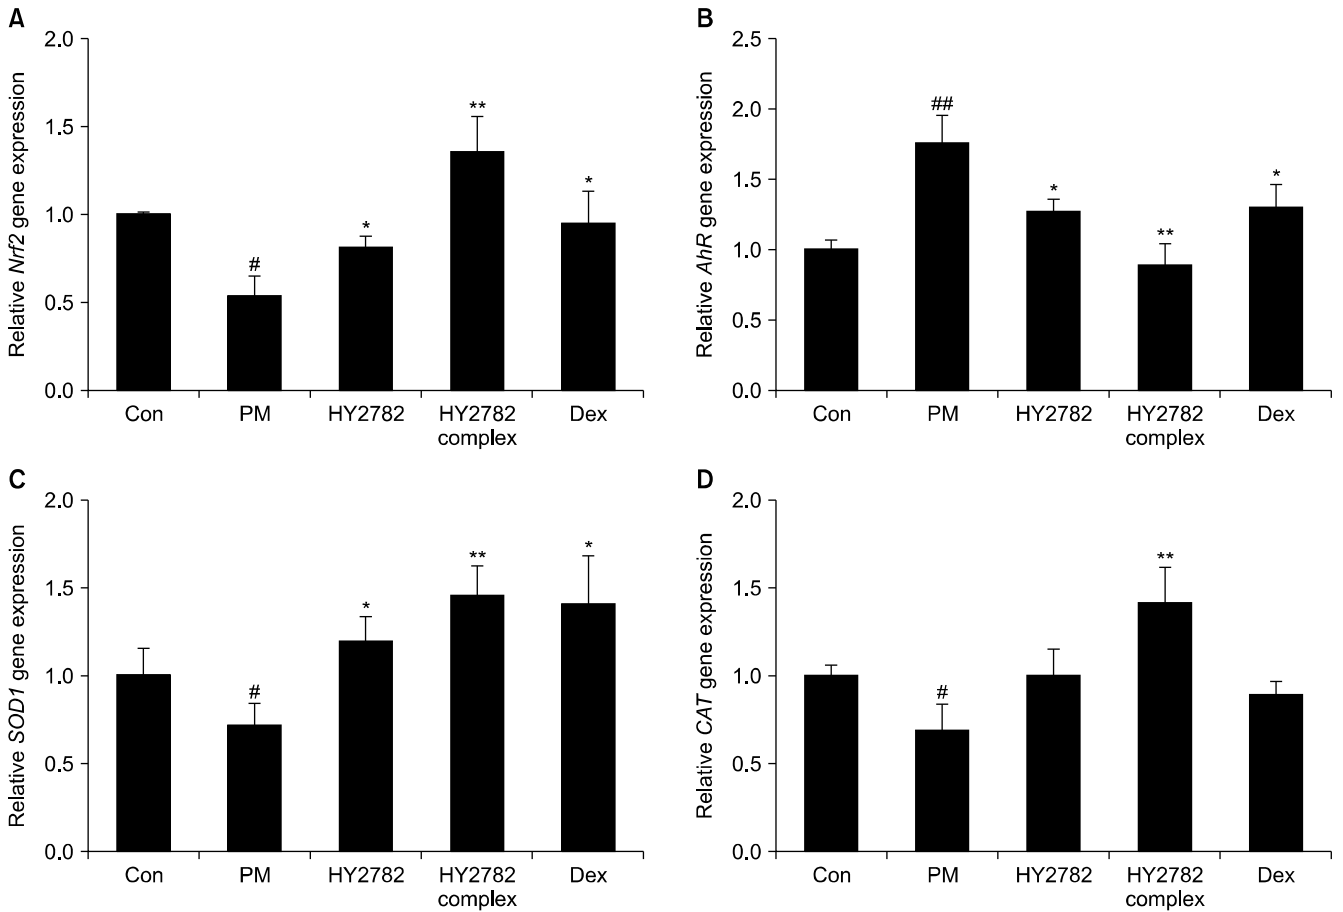 A
Relative Nrf2 gene expression
2.0
1.5
1.0
0.5
0.0
#
*
**
*
Con PM HY2782 HY2782 complex Dex
B
Relative AhR gene expression
2.5
2.0
1.5
1.0
0.5
0.0
##
*
**
*
Con PM HY2782 HY2782 complex Dex
C
Relative SOD1 gene expression
2.0
1.5
1.0
0.5
0.0
#
*
**
*
Con PM HY2782 HY2782 complex Dex
D
Relative CAT gene expression
2.0
1.5
1.0
0.5
0.0
#
**
Con PM HY2782 HY2782 complex Dex